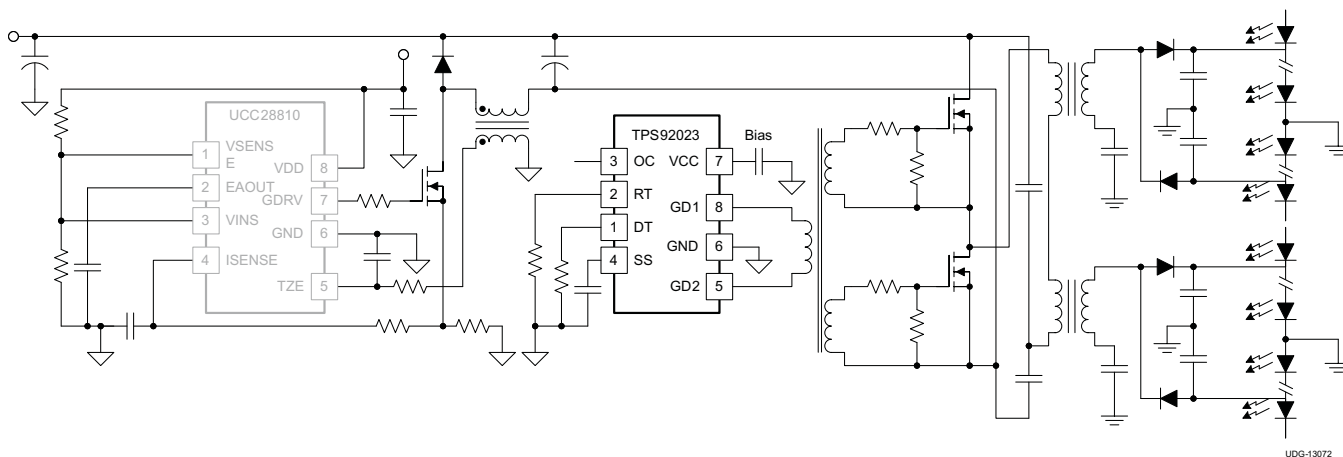 UCC28810
1
VSENS
E
2
EAOUT
3
VINS
4
ISENSE
VDD
8
GDRV
7
GND
6
TZE
5
TPS92023
3
OC
2
RT
1
DT
4
SS
VCC
7
GD1
8
GND
6
GD2
5
Bias
UDG-13072